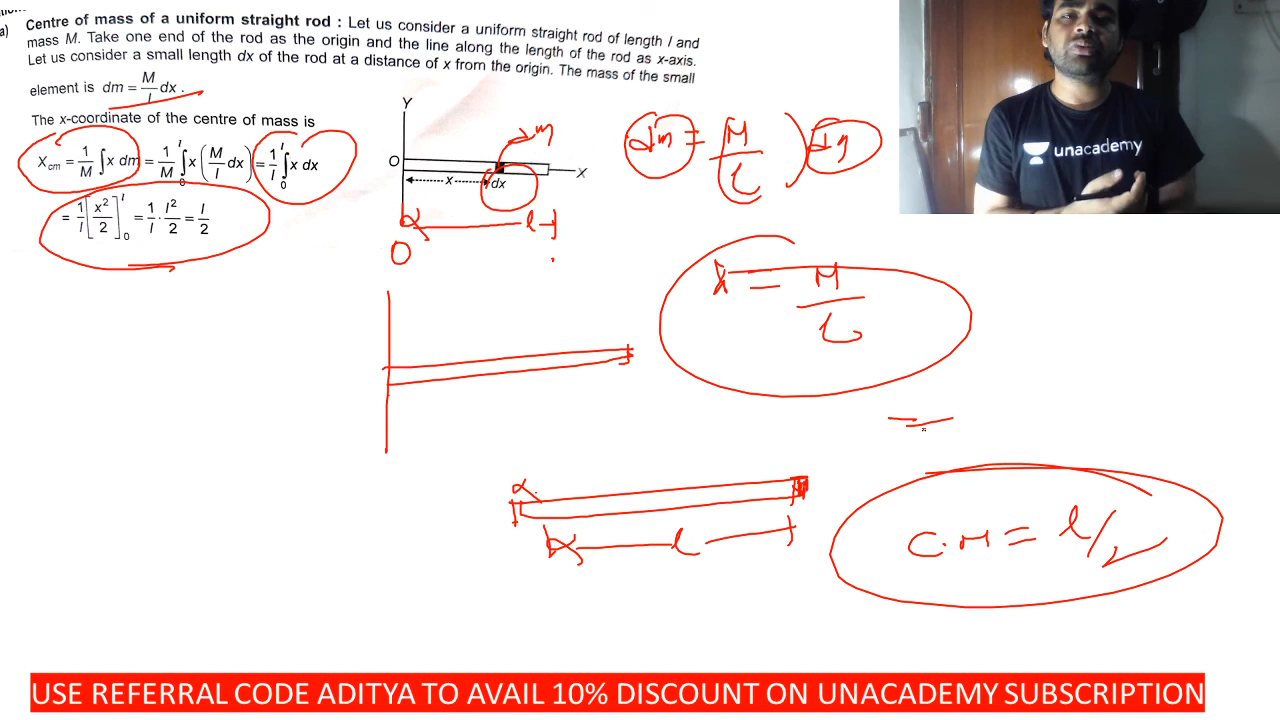 a) Centre of mass of a uniform straight rod : Let us consider a uniform straight rod of length l and
mass M. Take one end of the rod as the origin and the line along the length of the rod as x-axis.
Let us consider a small length dx of the rod at a distance of x from the origin. The mass of the small
element is dm = M/l dx .
The x-coordinate of the centre of mass is
X_cm = 1/M ∫ x dm = 1/M ∫₀^l x (M/l dx) = 1/l ∫₀^l x dx
= 1/l [x²/2]₀^l = 1/l · l²/2 = l/2
Y
O
X
x
dx
dm
l
O
dm = M/L) dx
= M/L
l
C.M = l/2
unacademy
USE REFERRAL CODE ADITYA TO AVAIL 10% DISCOUNT ON UNACADEMY SUBSCRIPTION